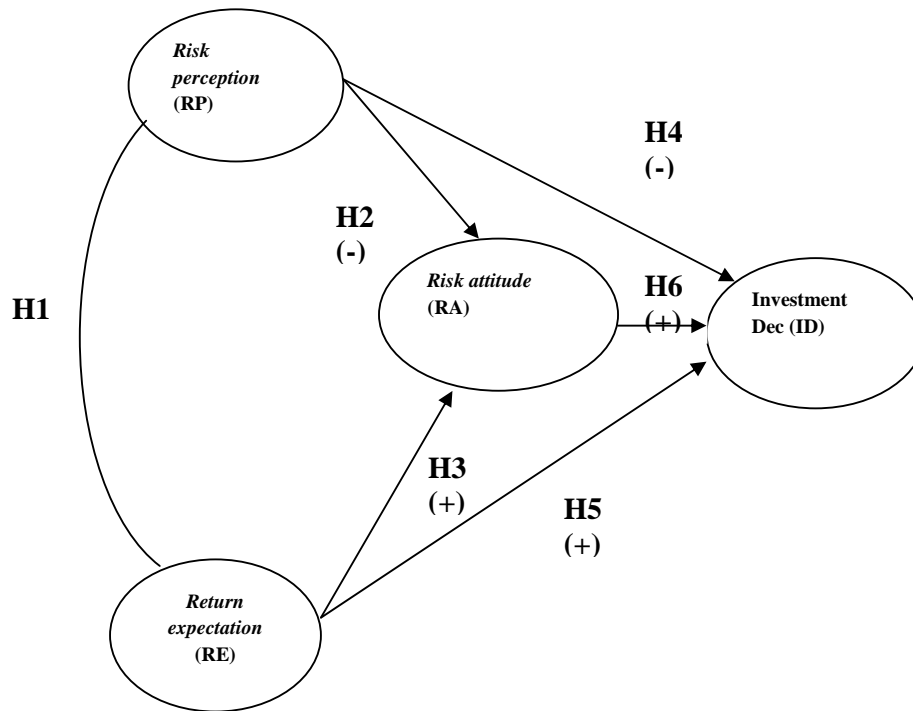 Risk
perception
(RP)
H4
(-)
H2
(-)
Risk attitude
(RA)
H6
(+)
Investment
Dec (ID)
H1
H3
(+)
H5
(+)
Return
expectation
(RE)